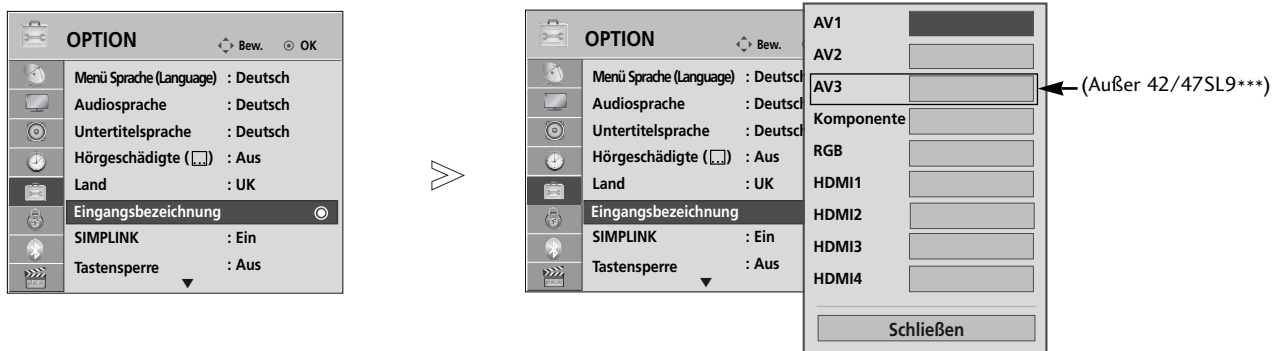 OPTION Bew. OK
Menü Sprache (Language) : Deutsch
Audiosprache : Deutsch
Untertitelsprache : Deutsch
Hörgeschädigte ( ) : Aus
Land : UK
Eingangsbezeichnung
SIMPLINK : Ein
Tastensperre : Aus
OPTION Bew.
Menü Sprache (Language) : Deutsch
Audiosprache : Deutsch
Untertitelsprache : Deutsch
Hörgeschädigte ( ) : Aus
Land : UK
Eingangsbezeichnung
SIMPLINK : Ein
Tastensperre : Aus
AV1
AV2
AV3
Komponente
RGB
HDMI1
HDMI2
HDMI3
HDMI4
Schließen
(Außer 42/47SL9***)